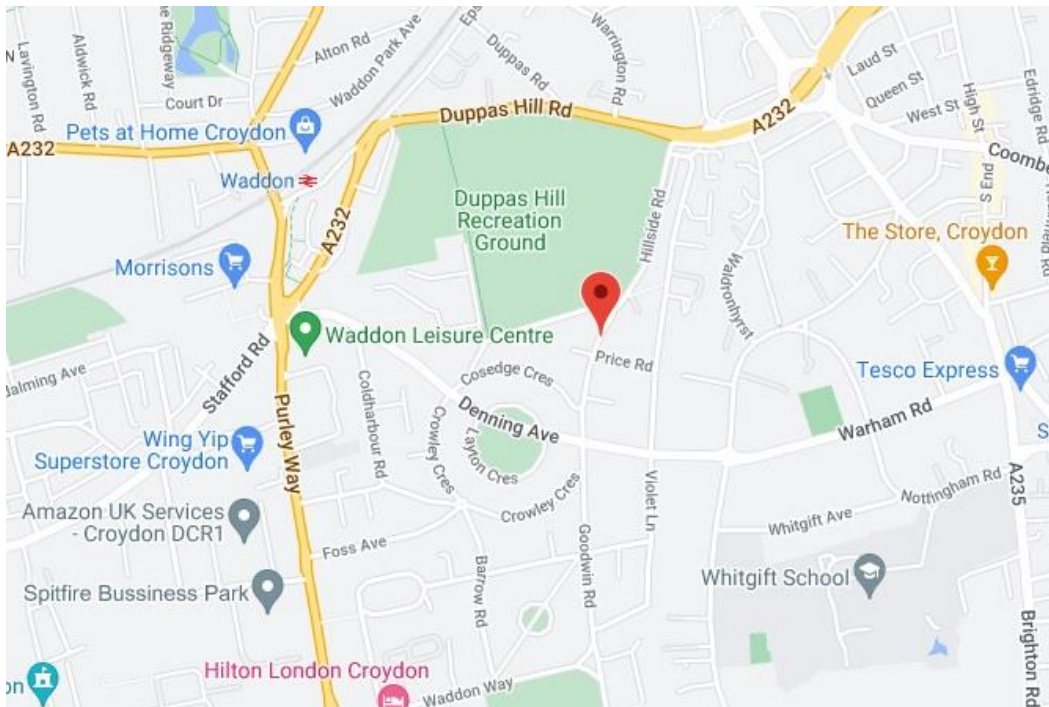 Lavington Rd
Aldwick Rd
he Ridgeway
Alton Rd
Waddon Park Ave
Eps
Duppas Rd
Warrington Rd
Laud St
Queen St
West St
High St
Edridge Rd
Court Dr
N
Pets at Home Croydon
A232
Duppas Hill Rd
A232
Coombe
S End
Waddon
A232
Duppas Hill
Recreation
Ground
Hillside Rd
Waldronhyrst
The Store, Croydon
Morrisons
Waddon Leisure Centre
Stafford Rd
Price Rd
Cosedge Cres
Tesco Express
dalming Ave
Purley Way
Coldharbour Rd
Denning Ave
Warham Rd
Crowley Cres
Layton Cres
Wing Yip
Superstore Croydon
S
A235
Violet Ln
Nottingham Rd
Crowley Cres
Amazon UK Services
- Croydon DCR1
Whitgift Ave
Foss Ave
Goodwin Rd
Barrow Rd
Whitgift School
Spitfire Bussiness Park
Brighton Rd
Hilton London Croydon
on
Waddon Way